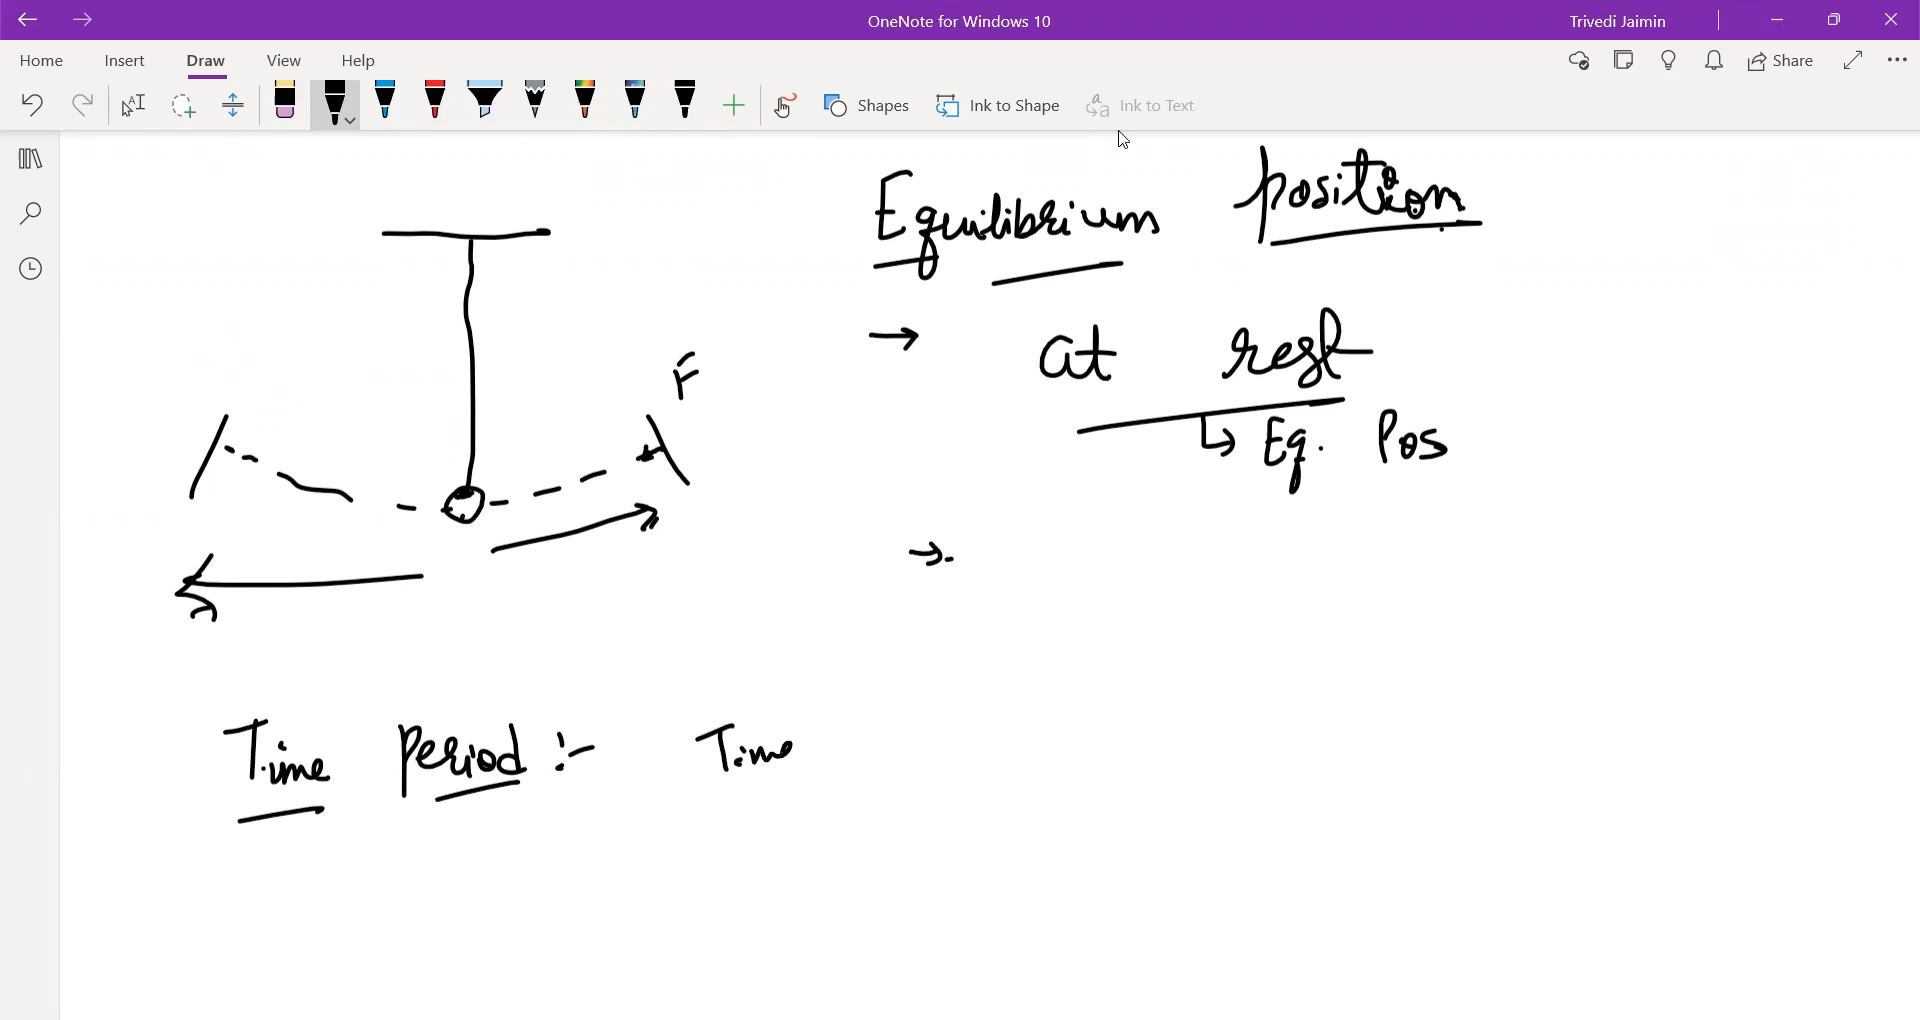 OneNote for Windows 10
Trivedi Jaimin
Home Insert Draw View Help
Share
Shapes Ink to Shape Ink to Text
Equilibrium position
→ at rest
↳ Eq. Pos
F
→
Time Period :- Time